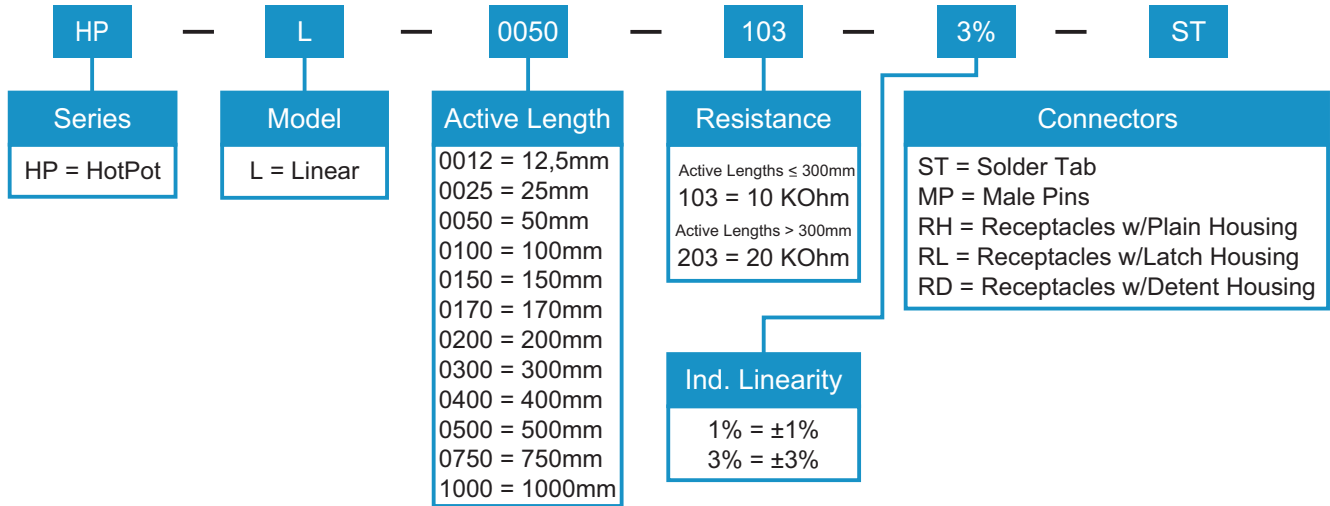 HP — L — 0050 — 103 — 3% — ST
Series
HP = HotPot
Model
L = Linear
Active Length
0012 = 12,5mm
0025 = 25mm
0050 = 50mm
0100 = 100mm
0150 = 150mm
0170 = 170mm
0200 = 200mm
0300 = 300mm
0400 = 400mm
0500 = 500mm
0750 = 750mm
1000 = 1000mm
Resistance
Active Lengths ≤ 300mm
103 = 10 KOhm
Active Lengths > 300mm
203 = 20 KOhm
Ind. Linearity
1% = ±1%
3% = ±3%
Connectors
ST = Solder Tab
MP = Male Pins
RH = Receptacles w/Plain Housing
RL = Receptacles w/Latch Housing
RD = Receptacles w/Detent Housing